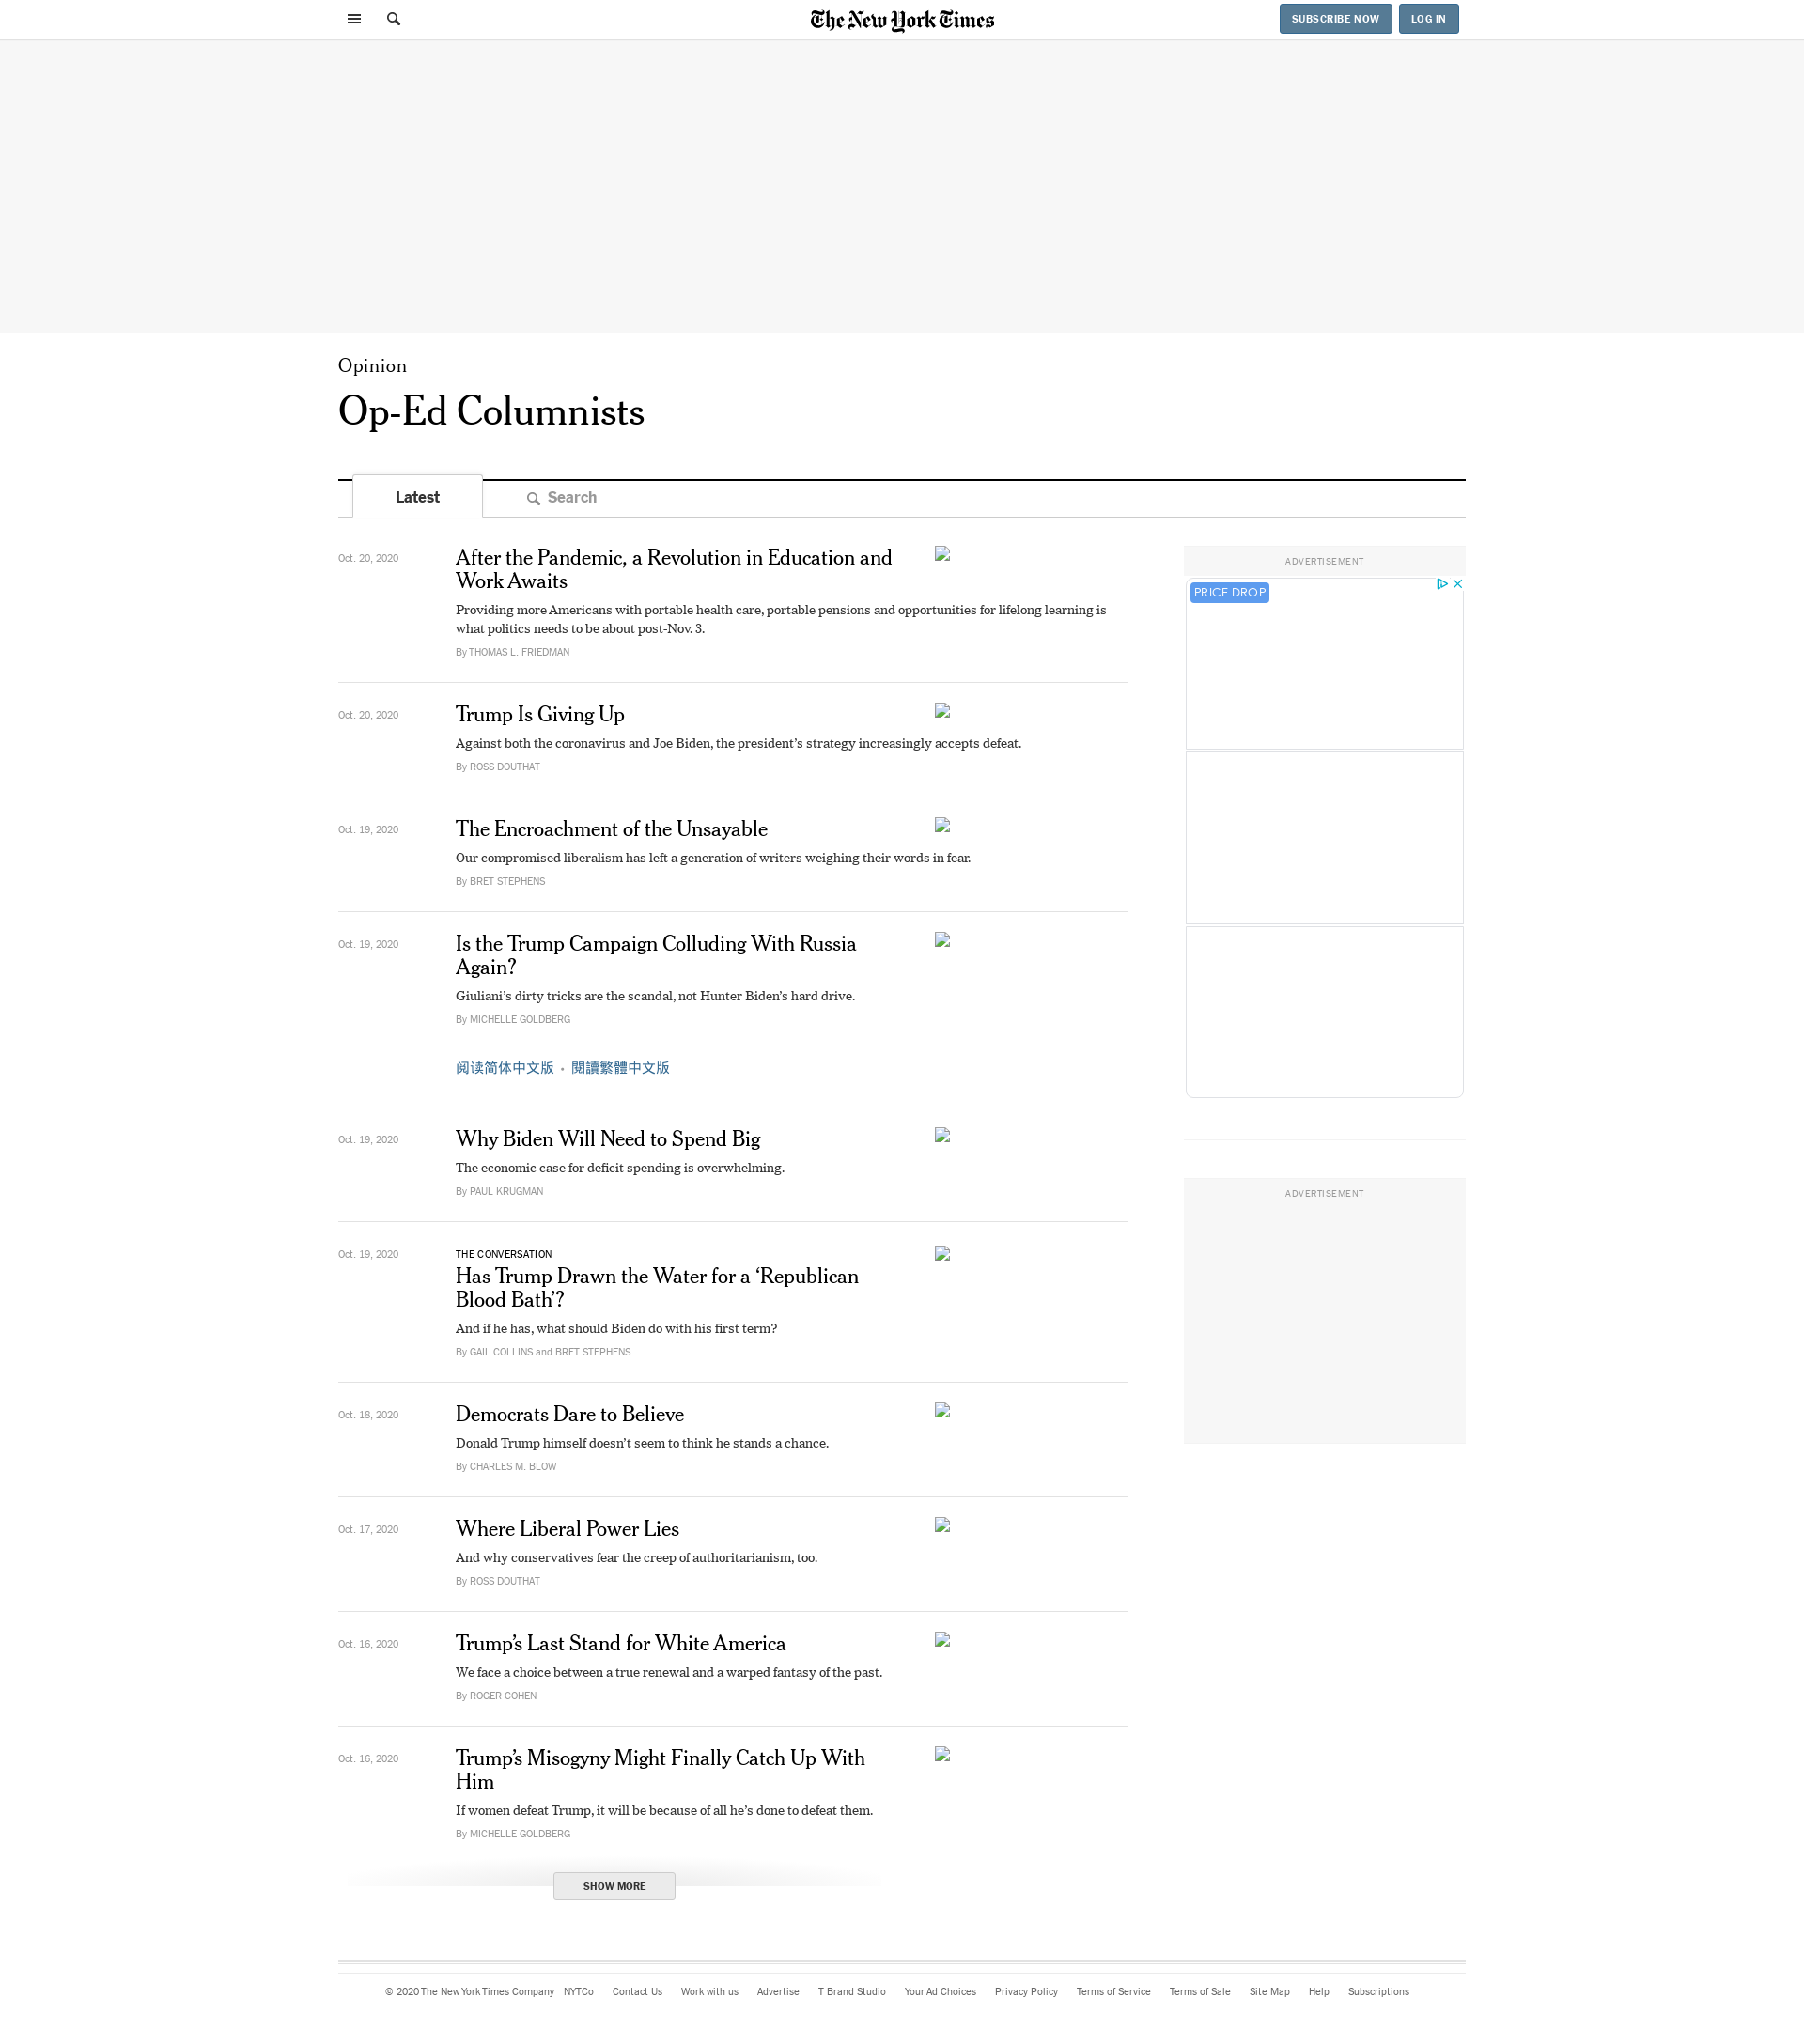 The New York Times
SUBSCRIBE NOW
LOG IN
Opinion
Op-Ed Columnists
Latest
Search
Oct. 20, 2020
After the Pandemic, a Revolution in Education and
Work Awaits
Providing more Americans with portable health care, portable pensions and opportunities for lifelong learning is
what politics needs to be about post-Nov. 3.
By THOMAS L. FRIEDMAN
Oct. 20, 2020
Trump Is Giving Up
Against both the coronavirus and Joe Biden, the president’s strategy increasingly accepts defeat.
By ROSS DOUTHAT
Oct. 19, 2020
The Encroachment of the Unsayable
Our compromised liberalism has left a generation of writers weighing their words in fear.
By BRET STEPHENS
Oct. 19, 2020
Is the Trump Campaign Colluding With Russia
Again?
Giuliani’s dirty tricks are the scandal, not Hunter Biden’s hard drive.
By MICHELLE GOLDBERG
阅读简体中文版 • 閱讀繁體中文版
Oct. 19, 2020
Why Biden Will Need to Spend Big
The economic case for deficit spending is overwhelming.
By PAUL KRUGMAN
Oct. 19, 2020
THE CONVERSATION
Has Trump Drawn the Water for a ‘Republican
Blood Bath’?
And if he has, what should Biden do with his first term?
By GAIL COLLINS and BRET STEPHENS
Oct. 18, 2020
Democrats Dare to Believe
Donald Trump himself doesn’t seem to think he stands a chance.
By CHARLES M. BLOW
Oct. 17, 2020
Where Liberal Power Lies
And why conservatives fear the creep of authoritarianism, too.
By ROSS DOUTHAT
Oct. 16, 2020
Trump’s Last Stand for White America
We face a choice between a true renewal and a warped fantasy of the past.
By ROGER COHEN
Oct. 16, 2020
Trump’s Misogyny Might Finally Catch Up With
Him
If women defeat Trump, it will be because of all he’s done to defeat them.
By MICHELLE GOLDBERG
SHOW MORE
ADVERTISEMENT
PRICE DROP
ADVERTISEMENT
© 2020 The New York Times Company NYTCo Contact Us Work with us Advertise T Brand Studio Your Ad Choices Privacy Policy Terms of Service Terms of Sale Site Map Help Subscriptions